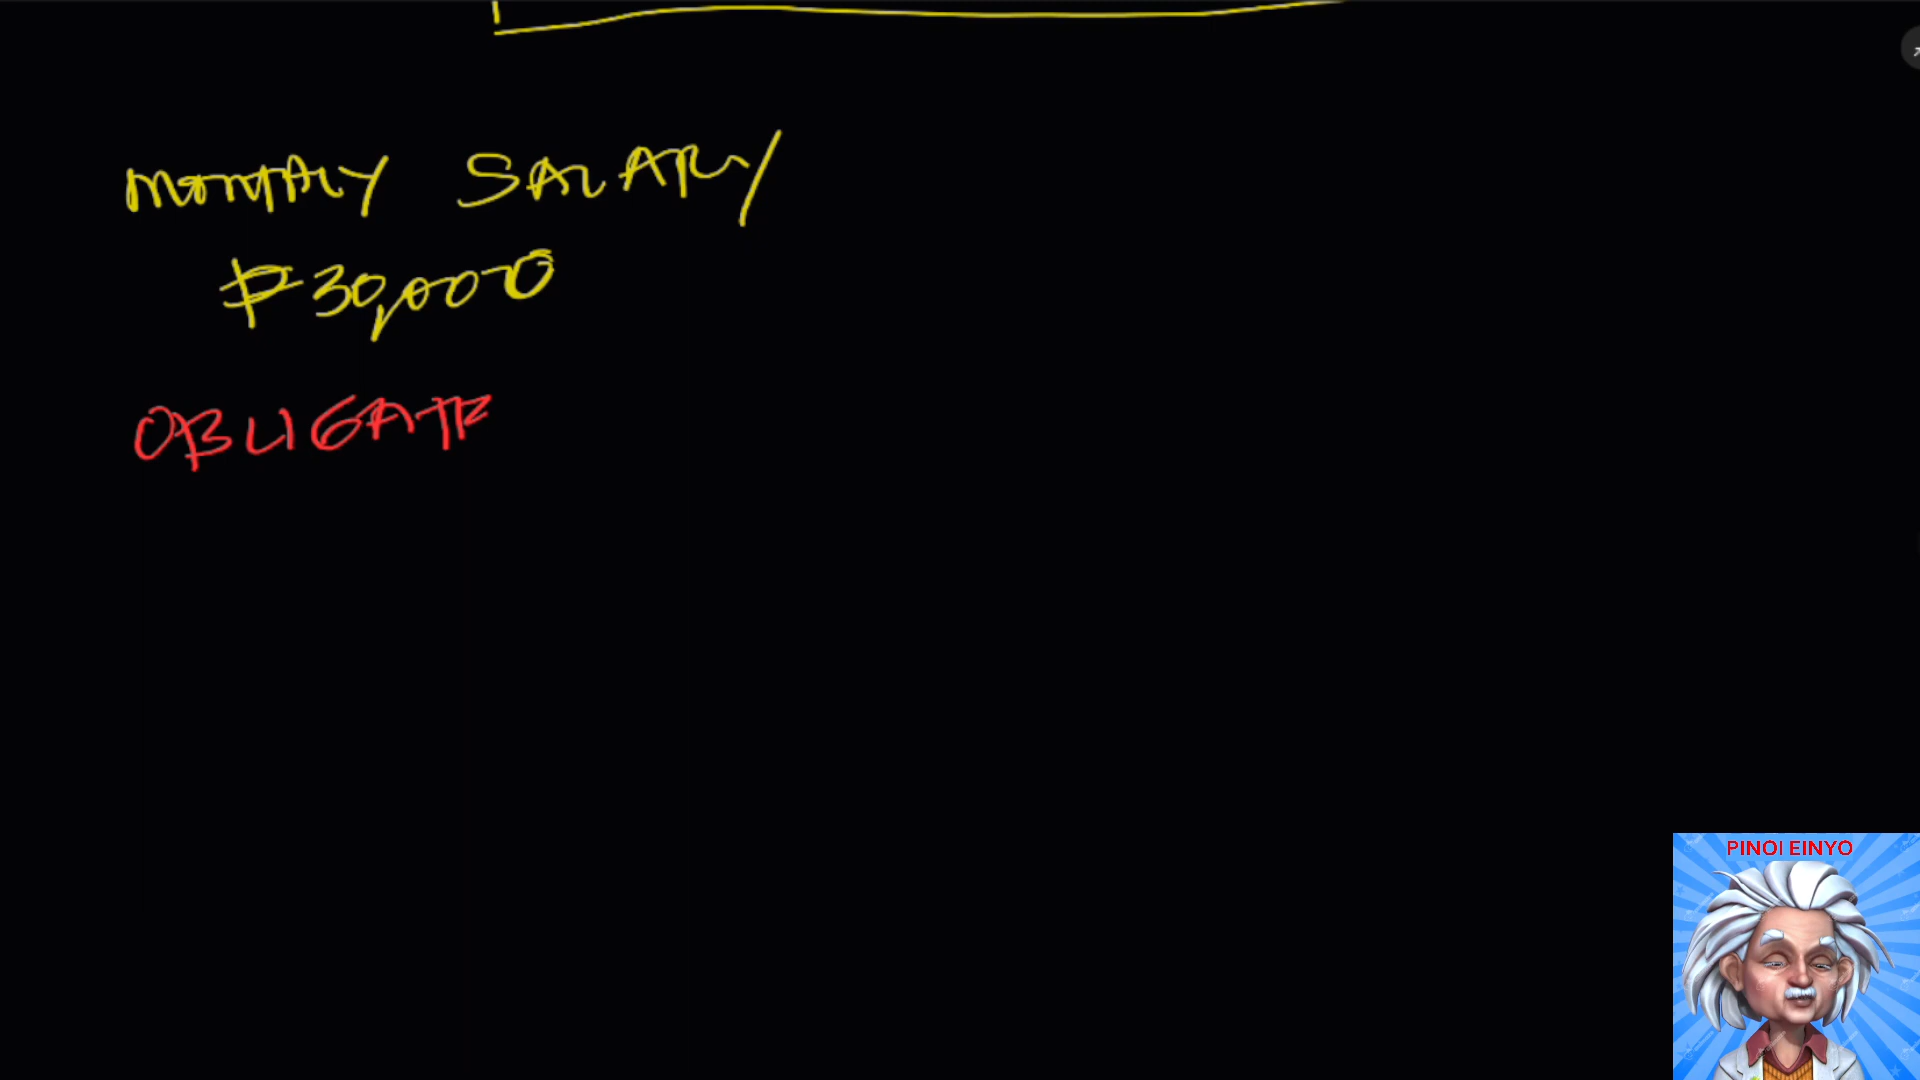 MONTHLY SALARY
₱30,000
OBLIGATE
PINOI EINYO